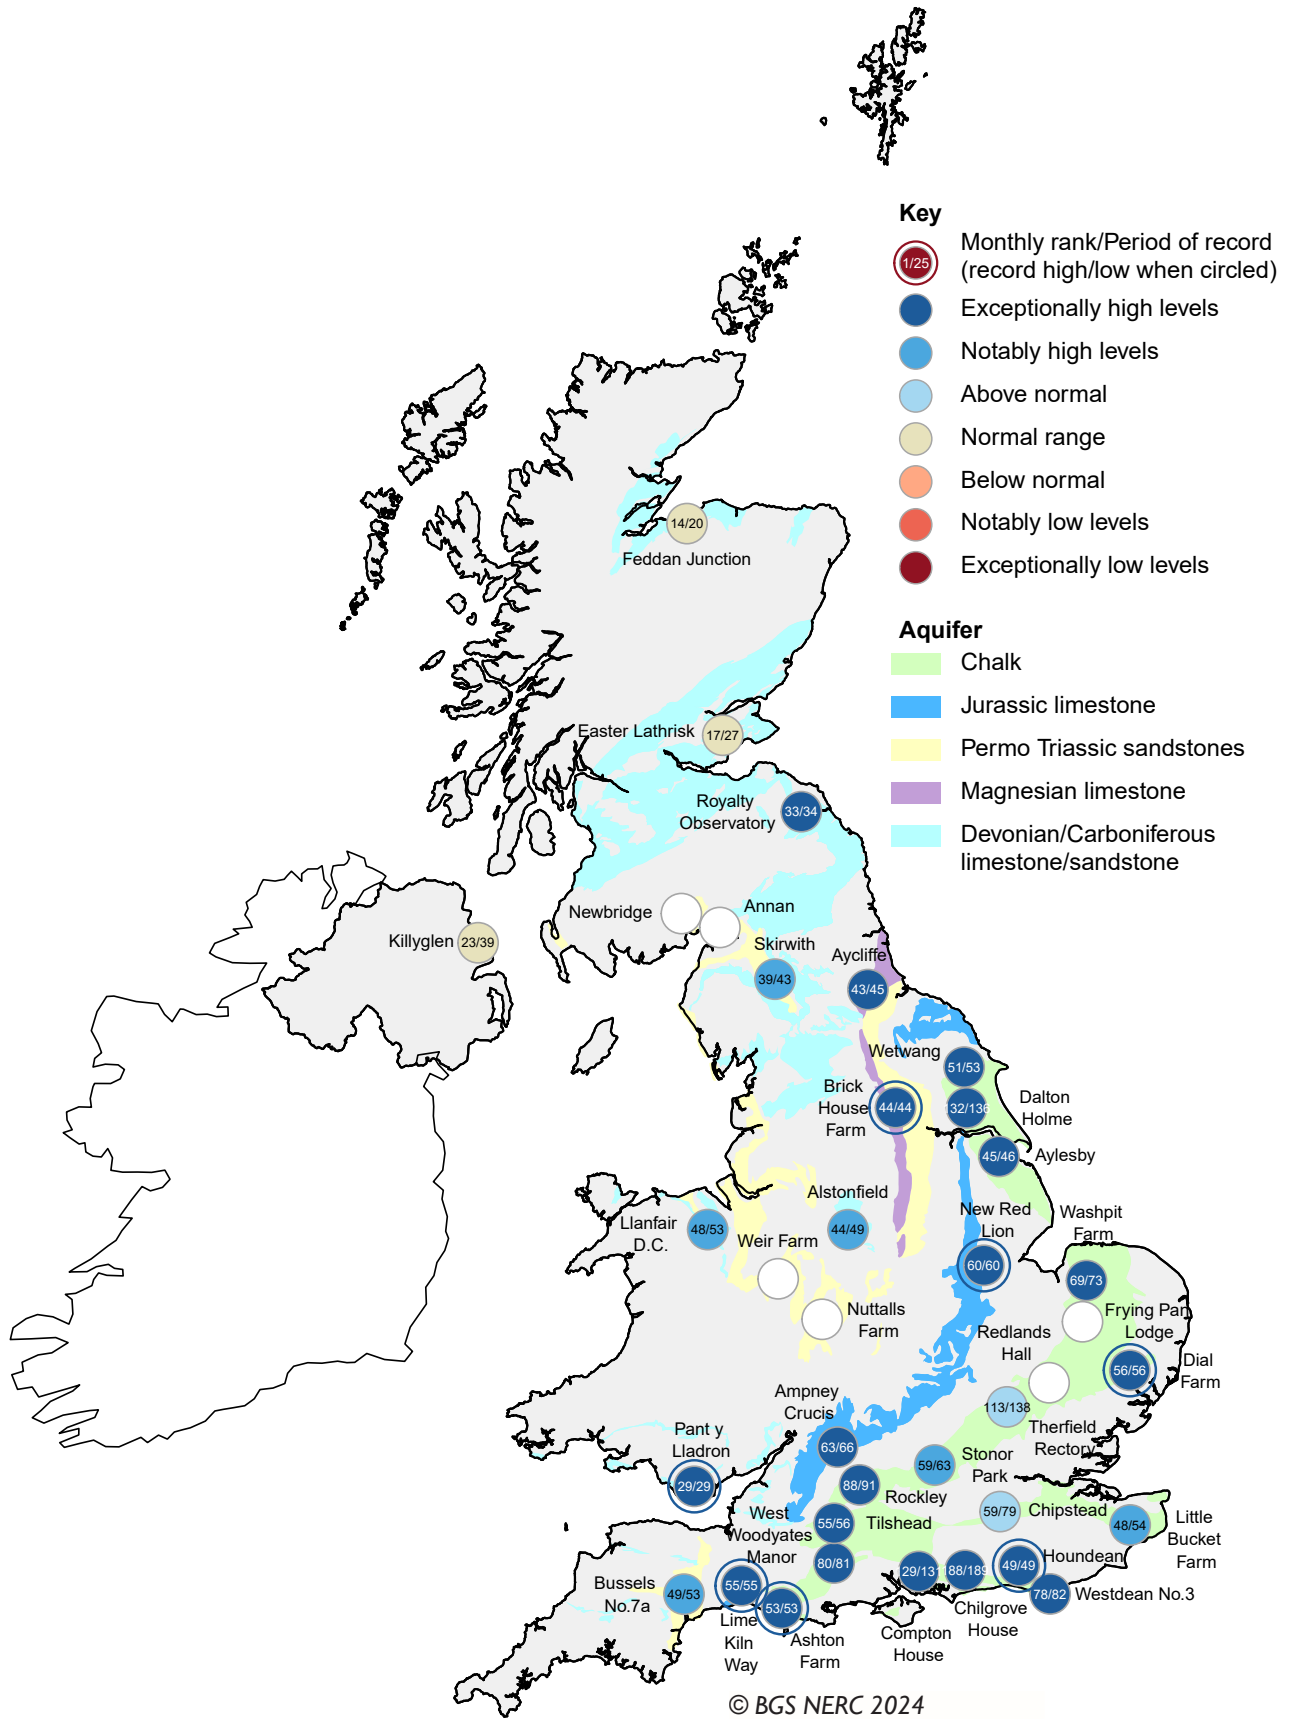 Key
1/25
Monthly rank/Period of record
(record high/low when circled)
Exceptionally high levels
Notably high levels
Above normal
Normal range
Below normal
Notably low levels
Exceptionally low levels
Aquifer
Chalk
Jurassic limestone
Permo Triassic sandstones
Magnesian limestone
Devonian/Carboniferous
limestone/sandstone
14/20
Feddan Junction
Easter Lathrisk
17/27
Royalty
Observatory
33/34
Newbridge
Annan
Killyglen
23/39
Skirwith
39/43
Aycliffe
43/45
Wetwang
51/53
Brick
House
Farm
44/44
132/136
Dalton
Holme
45/46
Aylesby
Llanfair
D.C.
48/53
Alstonfield
44/49
Weir Farm
Nuttalls
Farm
New Red
Lion
60/60
Washpit
Farm
69/73
Frying Pan
Lodge
Redlands
Hall
56/56
Dial
Farm
113/138
Therfield
Rectory
Ampney
Crucis
63/66
Pant y
Lladron
29/29
Stonor
Park
59/63
88/91
Rockley
55/56
Tilshead
59/79
Chipstead
48/54
Little
Bucket
Farm
West
Woodyates
Manor
80/81
Bussels
No.7a
49/53
55/55
Lime
Kiln
Way
53/53
Ashton
Farm
29/131
Compton
House
188/189
Chilgrove
House
49/49
Houndean
78/82
Westdean No.3
© BGS NERC 2024